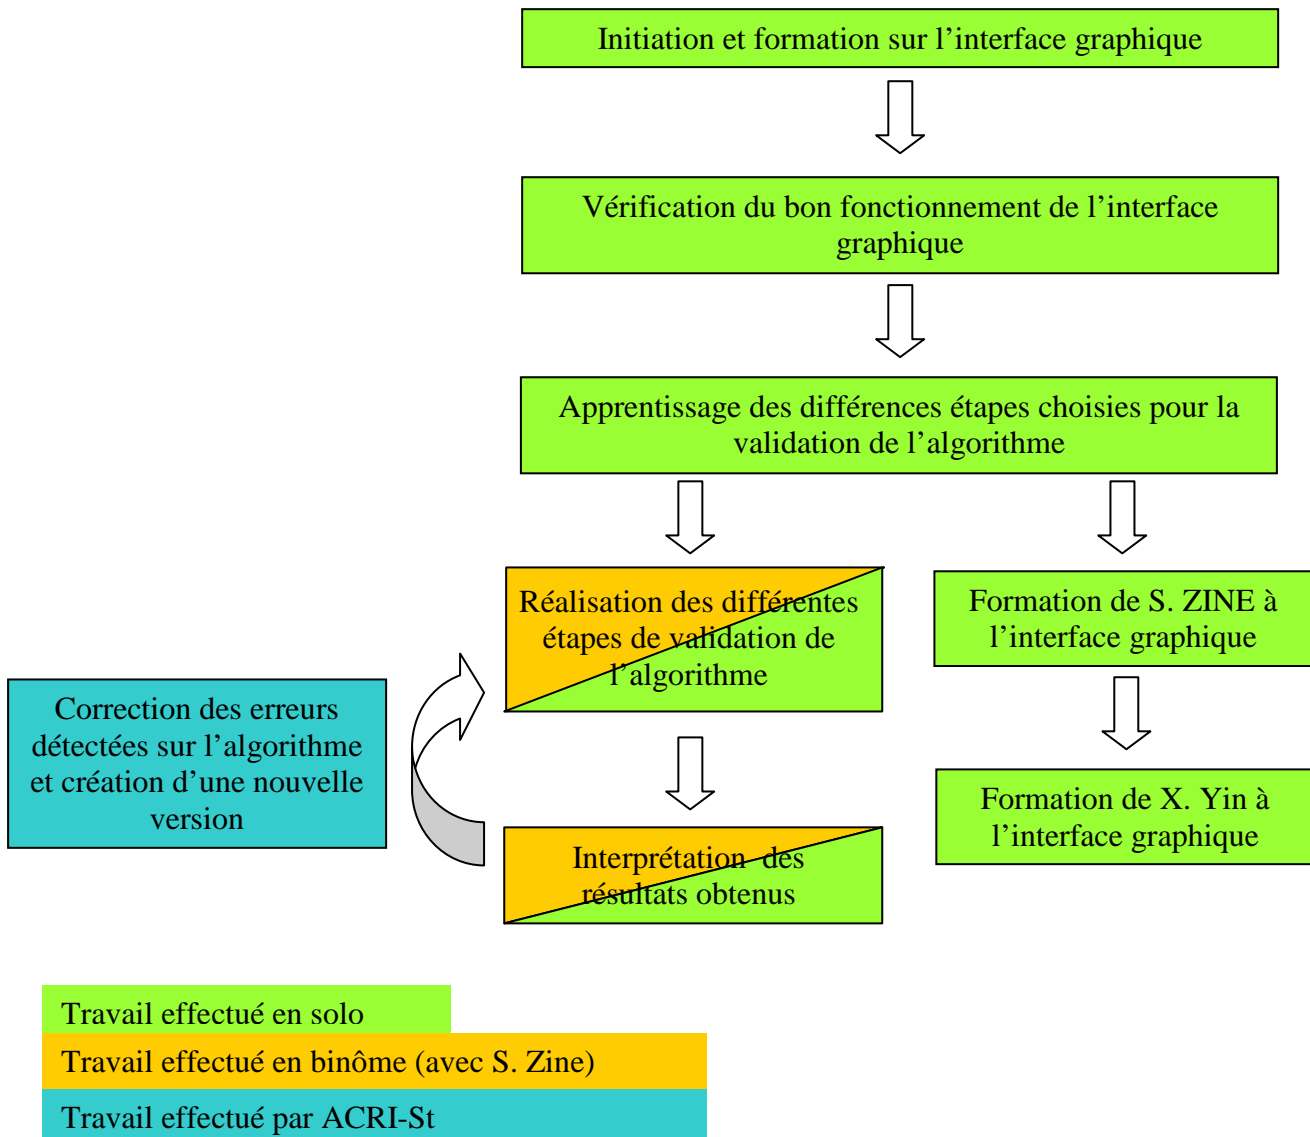 Initiation et formation sur l’interface graphique
Vérification du bon fonctionnement de l’interface
graphique
Apprentissage des différences étapes choisies pour la
validation de l’algorithme
Réalisation des différentes
étapes de validation de
l’algorithme
Formation de S. ZINE à
l’interface graphique
Correction des erreurs
détectées sur l’algorithme
et création d’une nouvelle
version
Formation de X. Yin à
l’interface graphique
Interprétation des
résultats obtenus
Travail effectué en solo
Travail effectué en binôme (avec S. Zine)
Travail effectué par ACRI-St